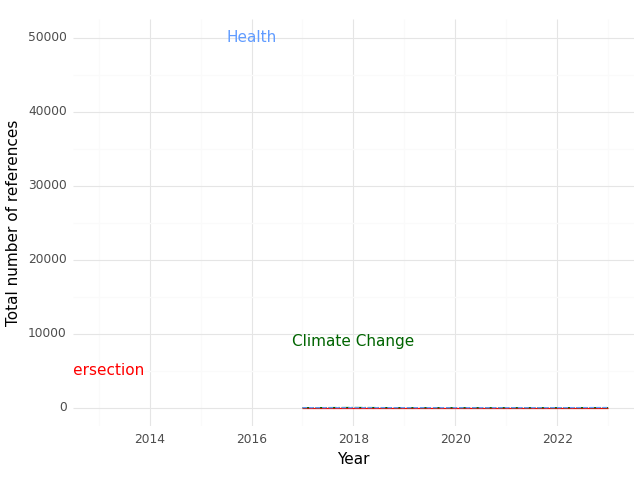 50000
Health
40000
30000
20000
10000
Climate Change
ersection
0
2014
2016
2018
2020
2022
Year
Total number of references